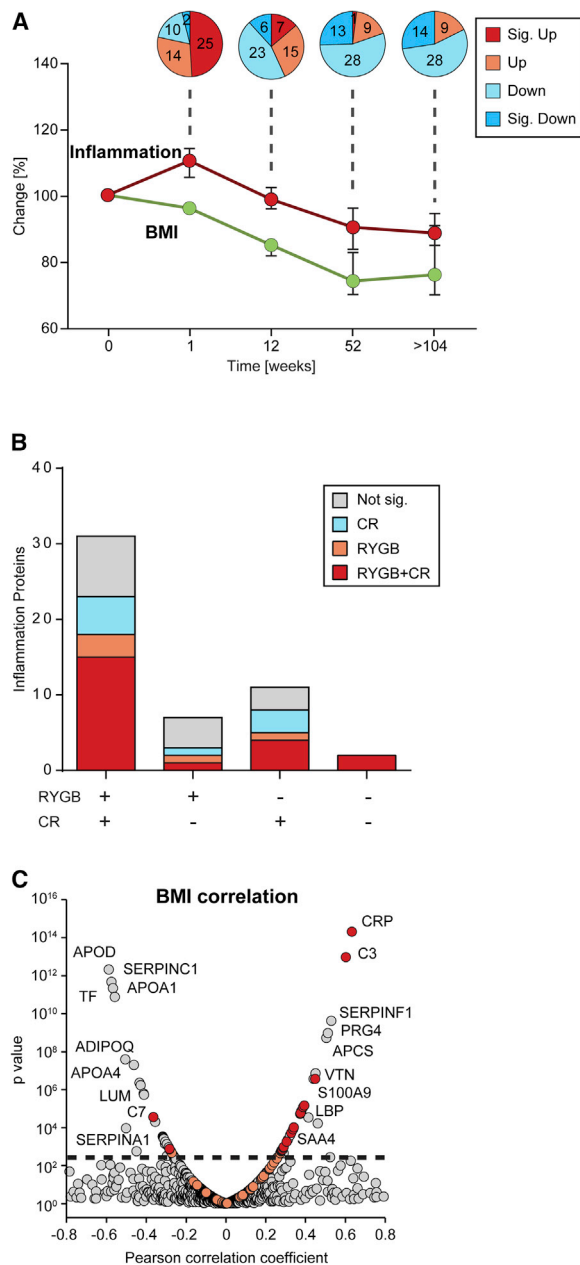 A
25
14
10
2
7
15
23
6
1
9
28
13
9
28
14
Sig. Up
Up
Down
Sig. Down
Change [%]
140
120
100
80
60
Inflammation
BMI
0
1
12
52
>104
Time [weeks]
B
Inflammation Proteins
40
30
20
10
0
Not sig.
CR
RYGB
RYGB+CR
RYGB + + - -
CR + - + -
C
BMI correlation
p value
10^16
10^14
10^12
10^10
10^8
10^6
10^4
10^2
10^0
CRP
C3
APOD
SERPINC1
TF
APOA1
SERPINF1
PRG4
APCS
ADIPOQ
APOA4
VTN
S100A9
LUM
LBP
C7
SERPINA1
SAA4
-0.8 -0.6 -0.4 -0.2 0 0.2 0.4 0.6 0.8
Pearson correlation coefficient